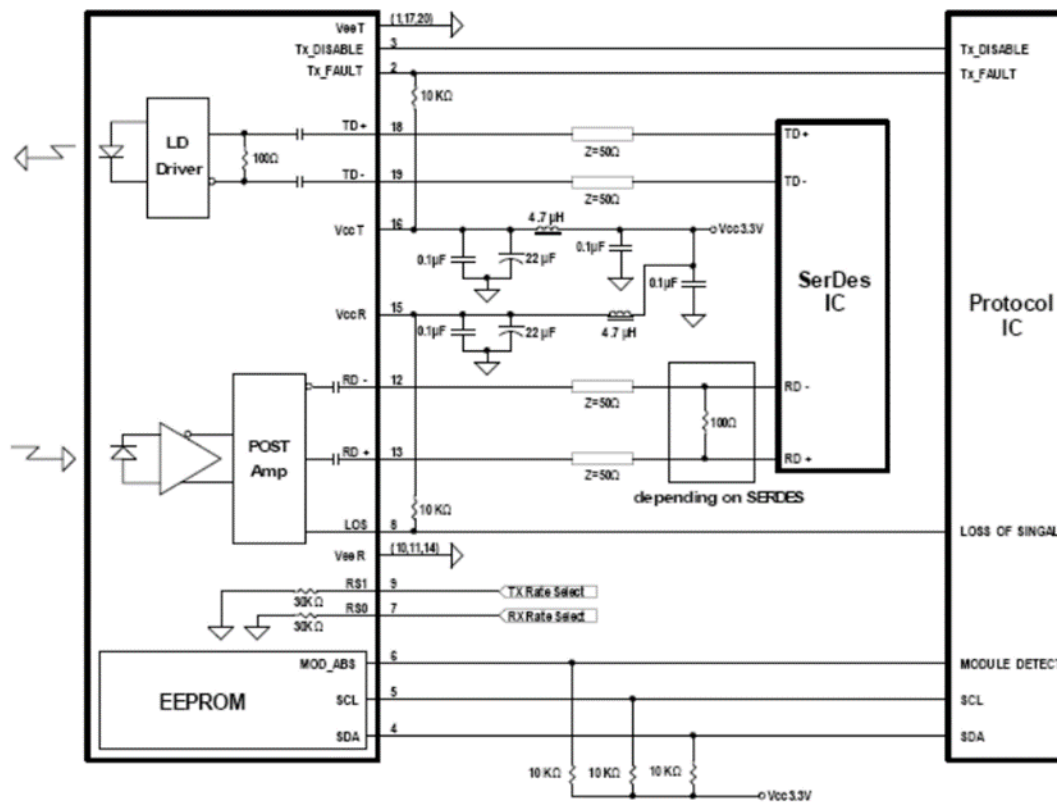 VeeT (1,17,20)
Tx_DISABLE 3 Tx_DISABLE
Tx_FAULT 2 Tx_FAULT
10 KΩ
LD Driver
100Ω
TD+ 18 Z=50Ω TD+
TD - 19 Z=50Ω TD -
VccT 16
4.7 µH
Vcc3.3V
0.1µF
22 µF
0.1µF
0.1µF
SerDes IC
Protocol IC
VccR 15
0.1µF
22 µF
4.7 µH
RD - 12 Z=50Ω RD -
100Ω
POST Amp
RD + 13 Z=50Ω RD +
depending on SERDES
10 KΩ
LOS 8 LOSS OF SINGAL
VeeR (10,11,14)
RS1 9 TX Rate Select
30KΩ
RS0 7 RX Rate Select
30KΩ
EEPROM
MOD_ABS 6 MODULE DETECT
SCL 5 SCL
SDA 4 SDA
10 KΩ 10 KΩ 10 KΩ
Vcc3.3V